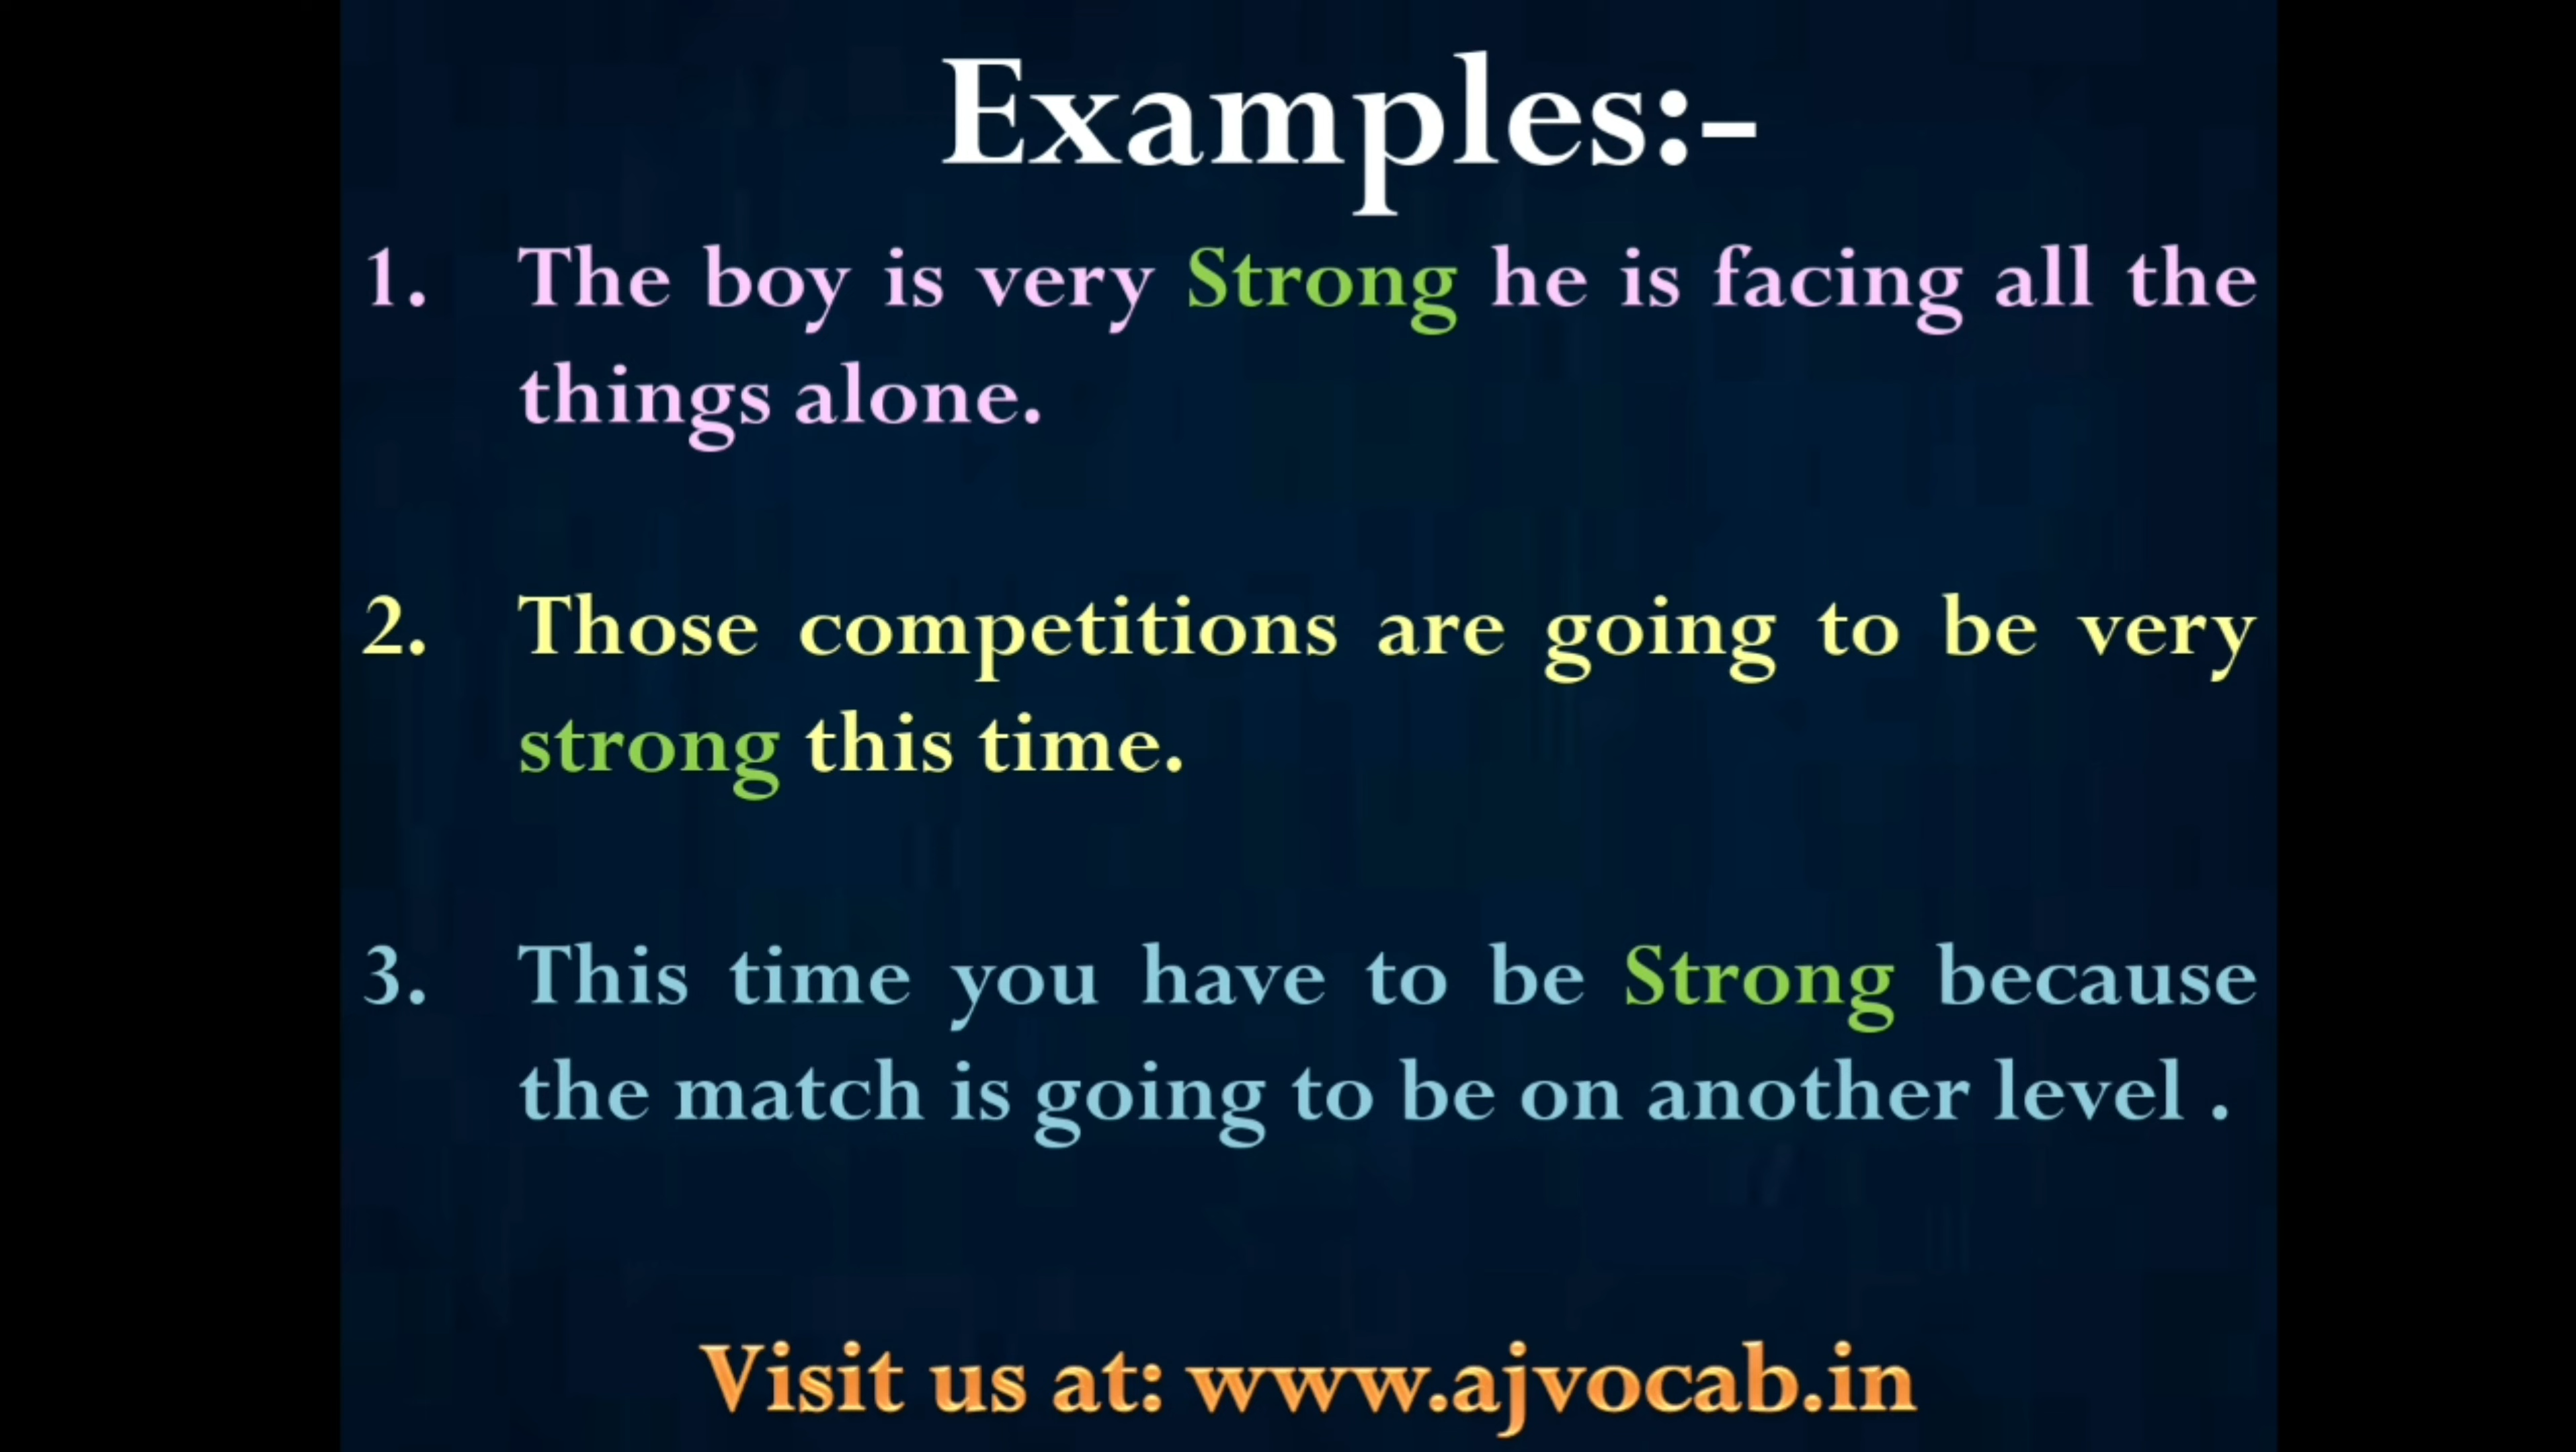 Examples:-
1. The boy is very Strong he is facing all the
things alone.
2. Those competitions are going to be very
strong this time.
3. This time you have to be Strong because
the match is going to be on another level .
Visit us at: www.ajvocab.in